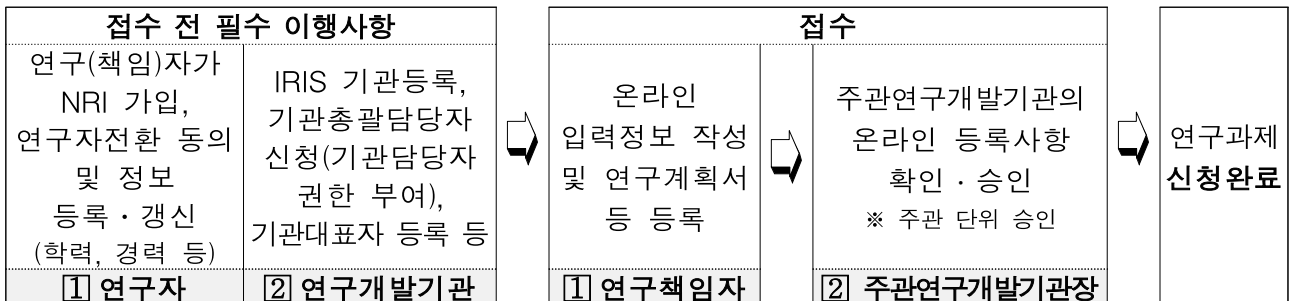 접수 전 필수 이행사항
연구(책임)자가
NRI 가입,
연구자전환 동의
및 정보
등록·갱신
(학력, 경력 등)
1 연구자
IRIS 기관등록,
기관총괄담당자
신청(기관담당자
권한 부여),
기관대표자 등록 등
2 연구개발기관
접수
온라인
입력정보 작성
및 연구계획서
등 등록
1 연구책임자
주관연구개발기관의
온라인 등록사항
확인·승인
※ 주관 단위 승인
2 주관연구개발기관장
연구과제
신청완료